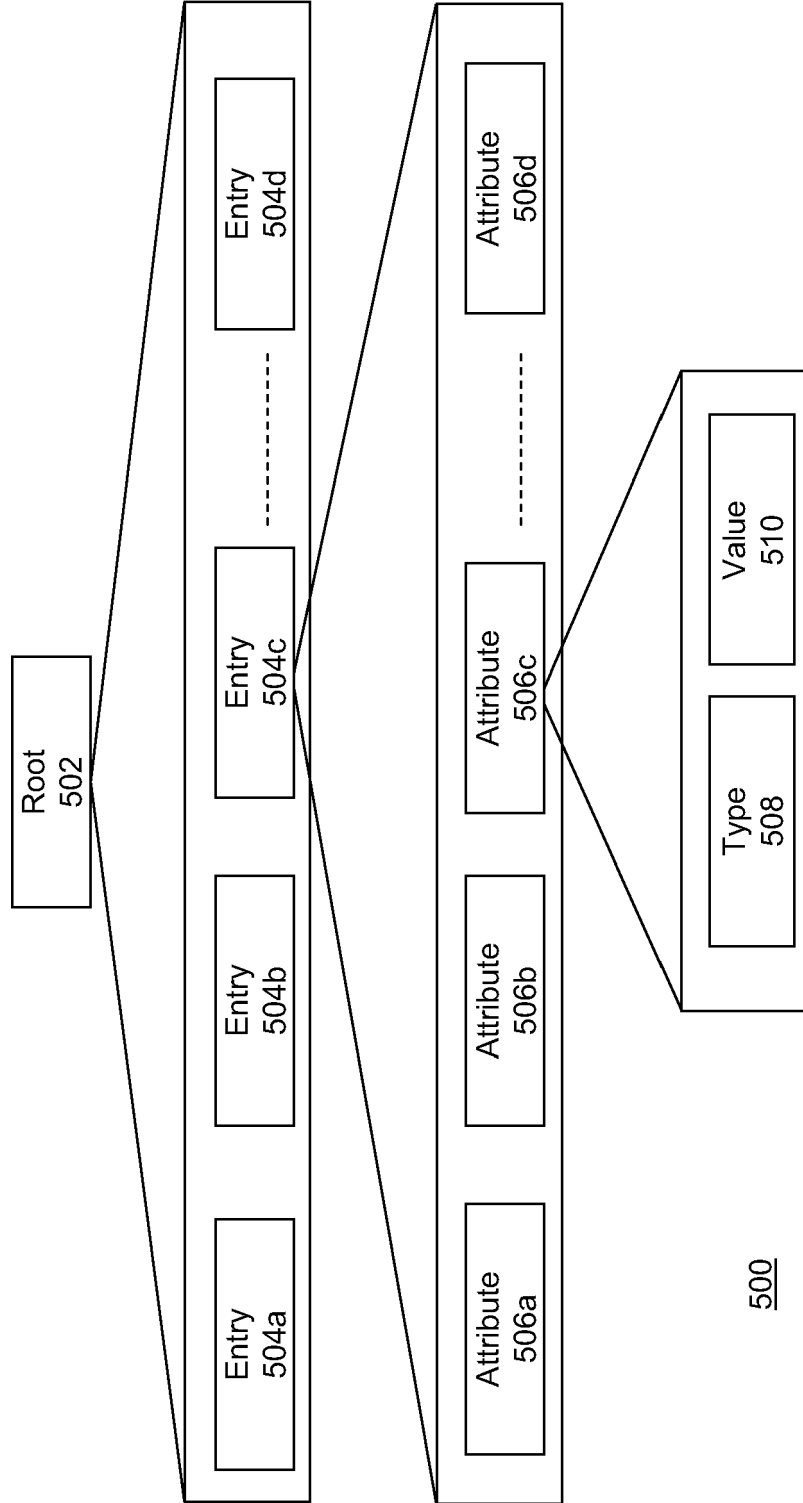 Root
502
Entry
504a
Entry
504b
Entry
504c
Entry
504d
Attribute
506a
Attribute
506b
Attribute
506c
Attribute
506d
Type
508
Value
510
500